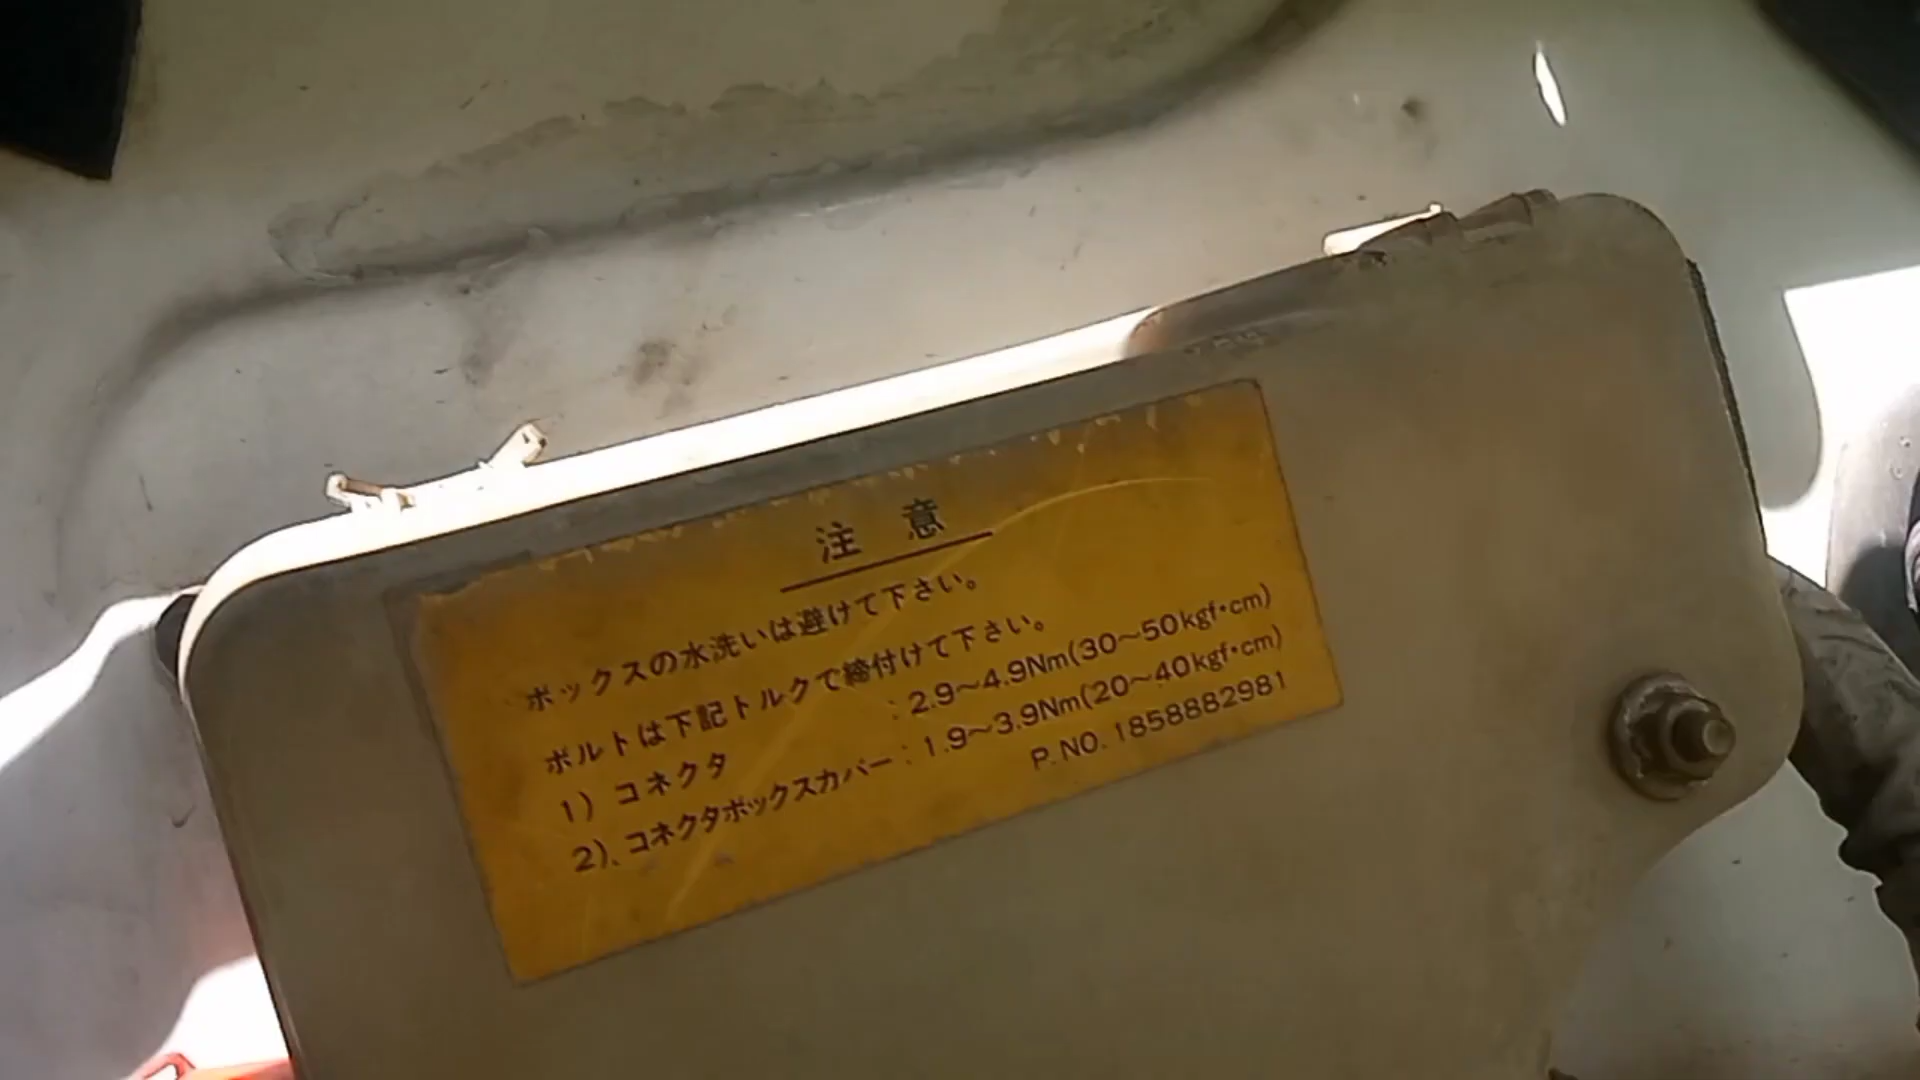 注 意
ボックスの水洗いは避けて下さい。
ボルトは下記トルクで締付けて下さい。
1) コネクタ : 2.9～4.9Nm(30～50kgf・cm)
2). コネクタボックスカバー : 1.9～3.9Nm(20～40kgf・cm)
P. NO. 1858882981